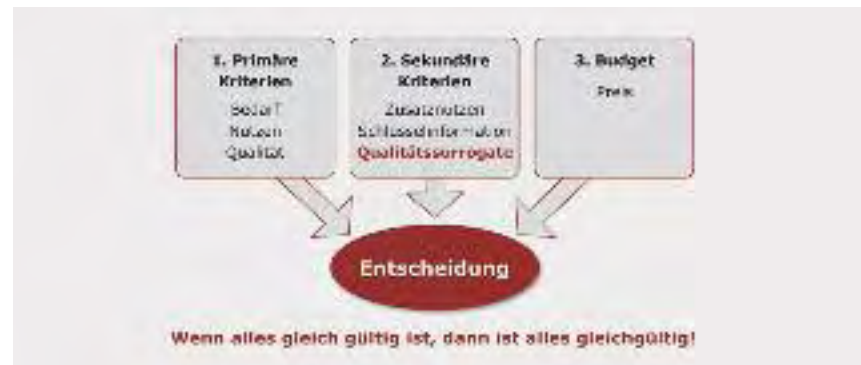 1. Primäre
Kriterien
Bedarf
Nutzen
Qualität
2. Sekundäre
Kriterien
Zusatznutzen
Schlüsselinformation
Qualitätssurrogate
3. Budget
Preis
Entscheidung
Wenn alles gleich gültig ist, dann ist alles gleichgültig!